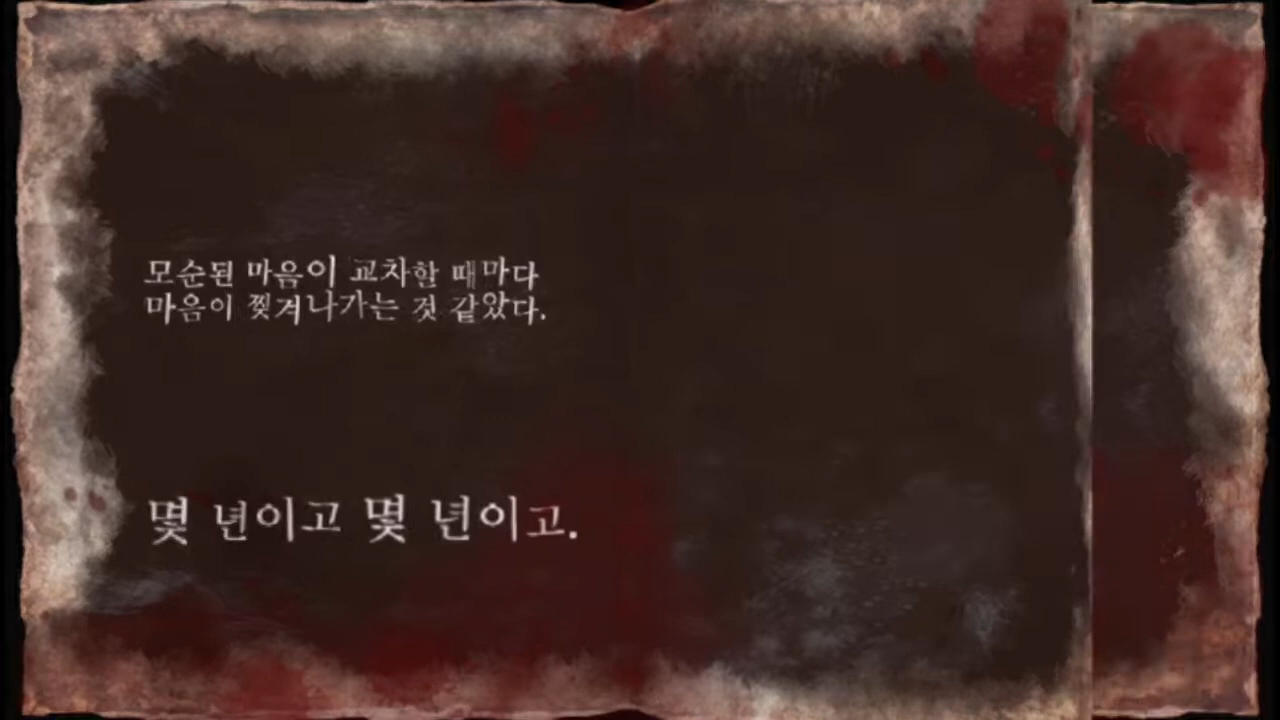 모순된 마음이 교차할 때마다
마음이 찢겨나가는 것 같았다.
몇 년이고 몇 년이고.